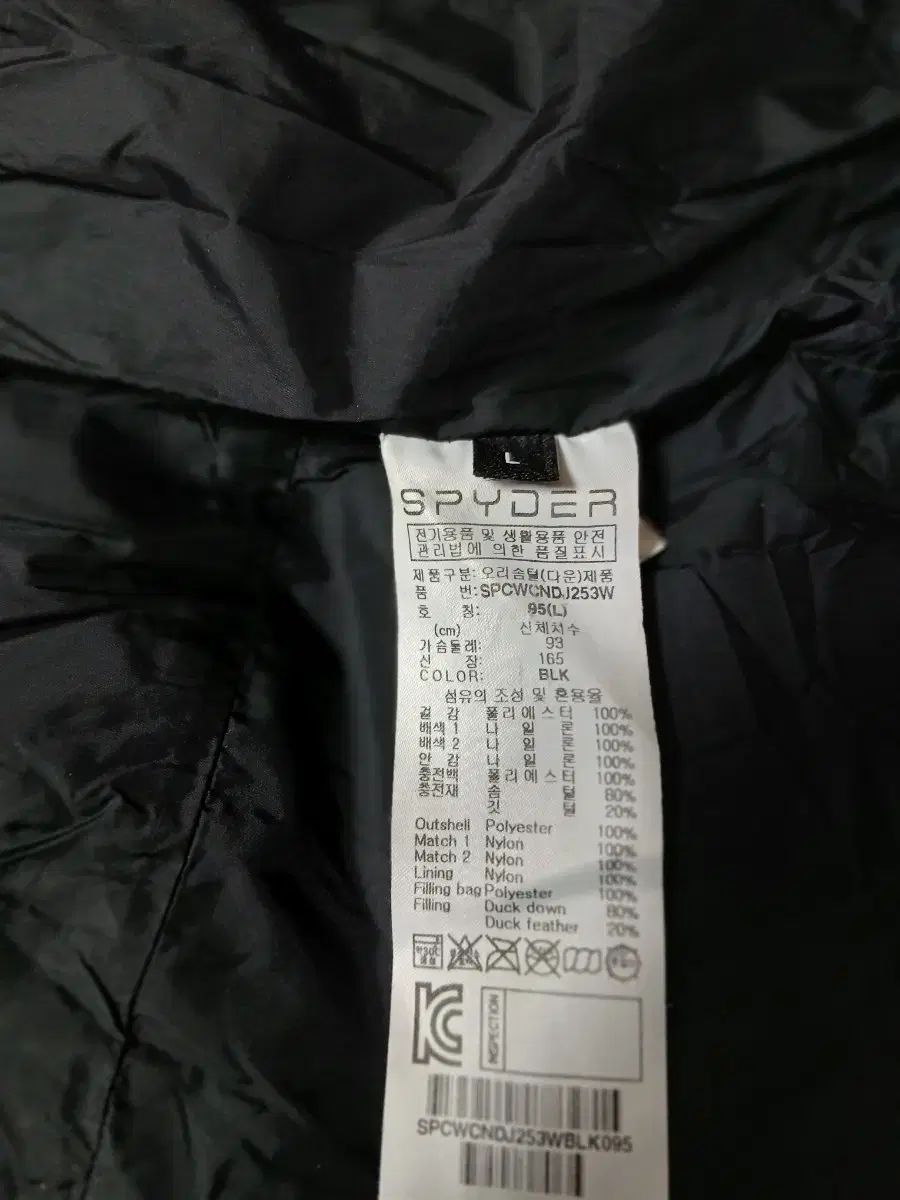 L
SPYDER
전기용품 및 생활용품 안전
관리법에 의한 품질표시
제품구분: 오리솜털(다운)제품
품 번: SPCWCNDJ253W
호 칭: 95(L)
(cm) 신체치수
가슴둘레: 93
신 장: 165
COLOR: BLK
섬유의 조성 및 혼용율
겉 감 폴리에스터 100%
배색 1 나 일 론 100%
배색 2 나 일 론 100%
안 감 나 일 론 100%
충전백 폴리에스터 100%
충전재 솜 털 80%
깃 털 20%
Outshell Polyester 100%
Match 1 Nylon 100%
Match 2 Nylon 100%
Lining Nylon 100%
Filling bag Polyester 100%
Filling Duck down 80%
Duck feather 20%
INSPECTION
SPCWCNDJ253WBLK095